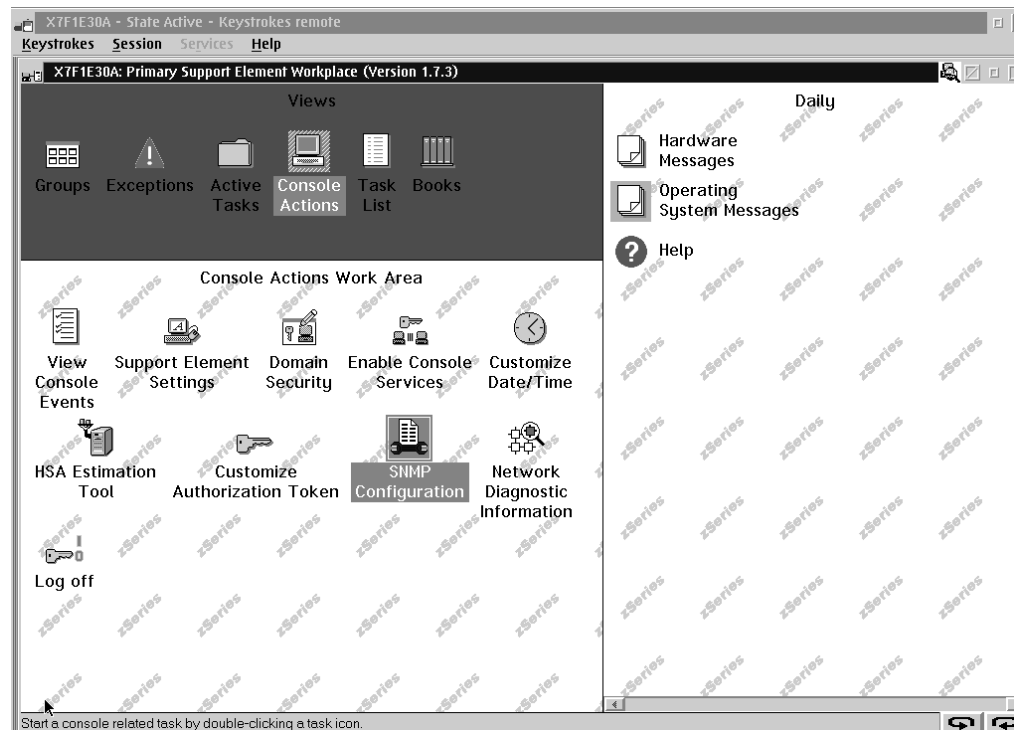 X7F1E30A - State Active - Keystrokes remote
Keystrokes Session Services Help
X7F1E30A: Primary Support Element Workplace (Version 1.7.3)
Views
Groups Exceptions Active Tasks Console Actions Task List Books
Console Actions Work Area
View Console Events
Support Element Settings
Domain Security
Enable Console Services
Customize Date/Time
HSA Estimation Tool
Customize Authorization Token
SNMP Configuration
Network Diagnostic Information
Log off
Daily
Hardware Messages
Operating System Messages
Help
zSeries
Start a console related task by double-clicking a task icon.